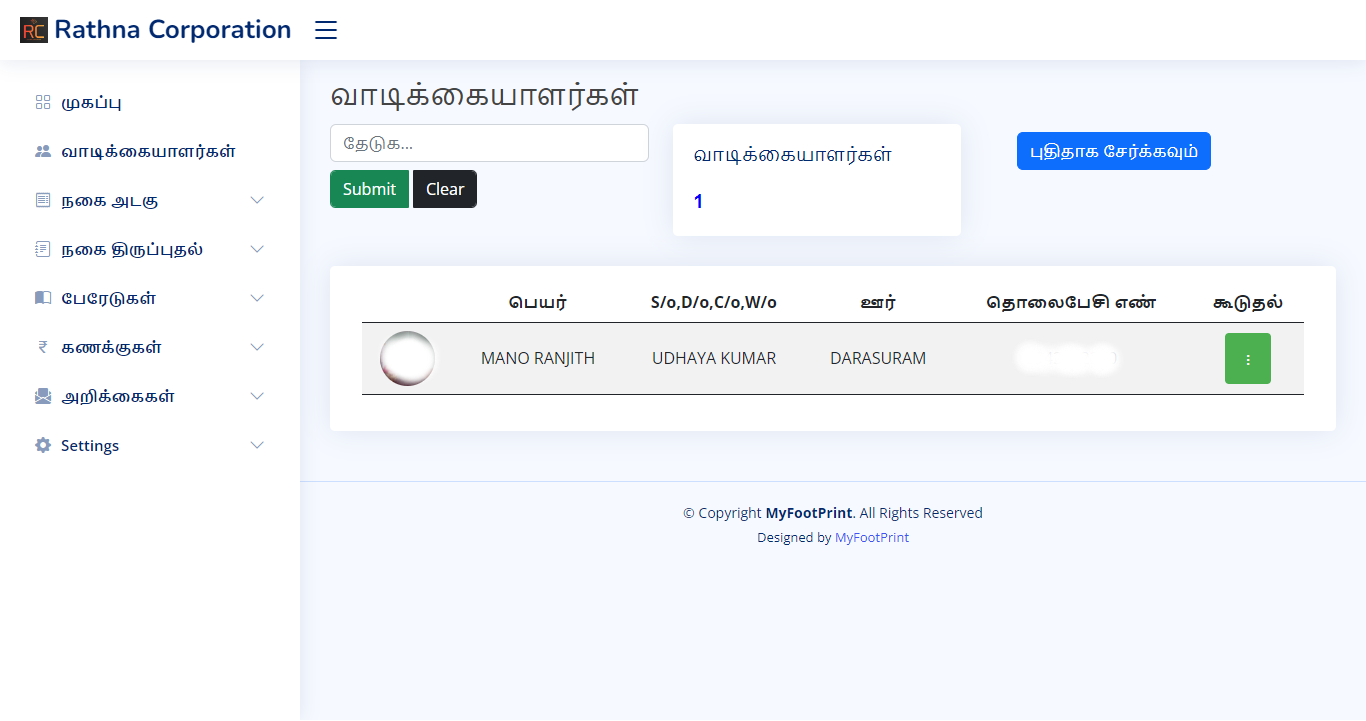 RC Rathna Corporation
முகப்பு
வாடிக்கையாளர்கள்
நகை அடகு
நகை திருப்புதல்
பேரேடுகள்
கணக்குகள்
அறிக்கைகள்
Settings
வாடிக்கையாளர்கள்
தேடுக...
Submit Clear
வாடிக்கையாளர்கள்
1
புதிதாக சேர்க்கவும்
பெயர் S/o,D/o,C/o,W/o ஊர் தொலைபேசி எண் கூடுதல்
MANO RANJITH UDHAYA KUMAR DARASURAM
© Copyright MyFootPrint. All Rights Reserved
Designed by MyFootPrint